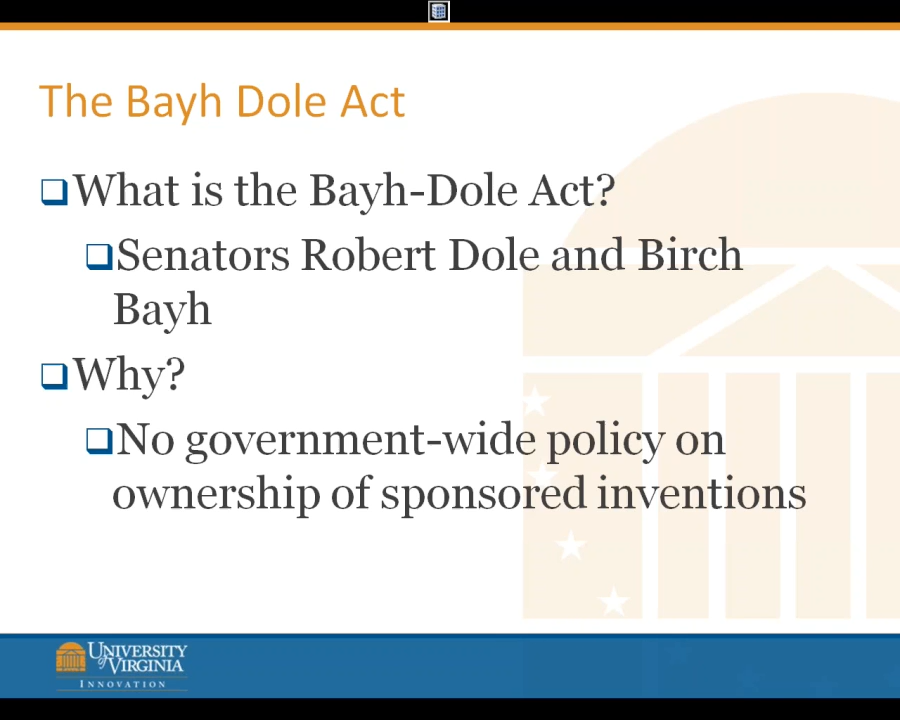 The Bayh Dole Act
What is the Bayh-Dole Act?
Senators Robert Dole and Birch
Bayh
Why?
No government-wide policy on
ownership of sponsored inventions
UNIVERSITY
of VIRGINIA
INNOVATION